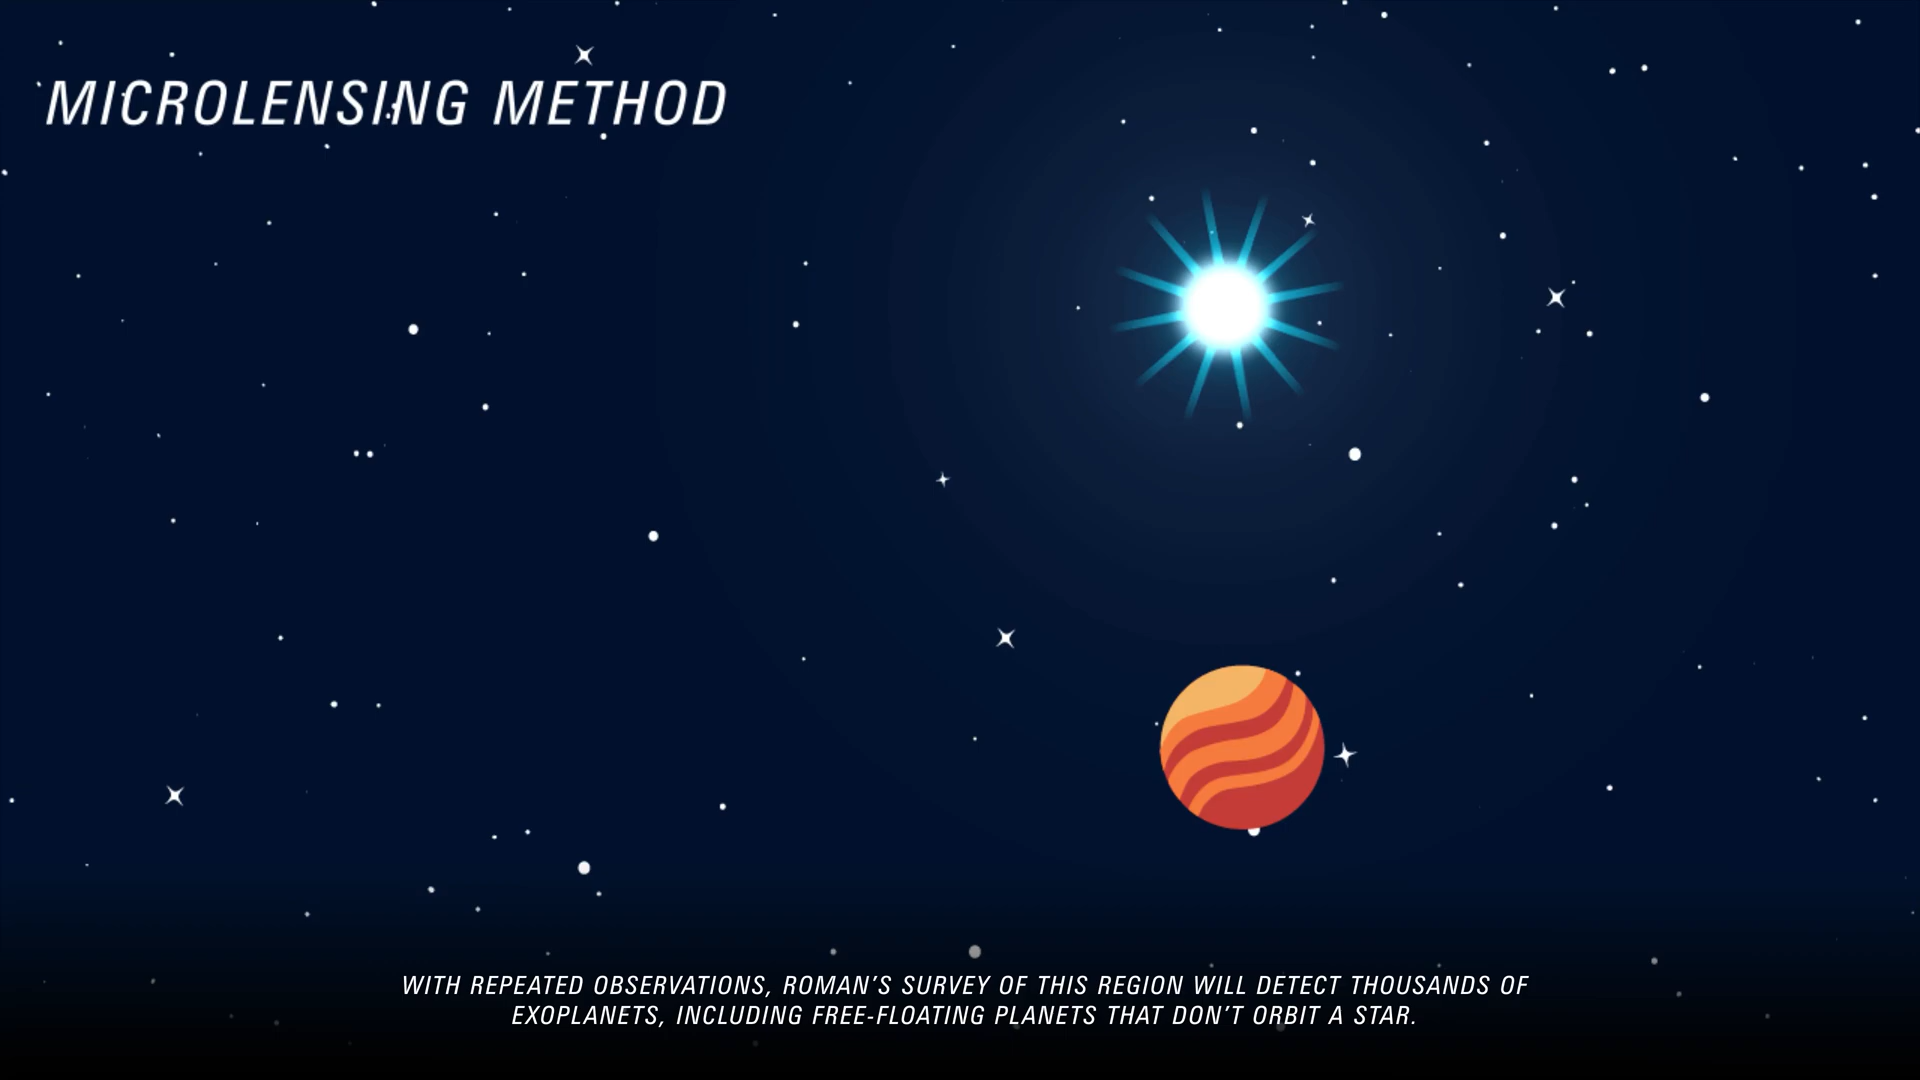 MICROLENSING METHOD
WITH REPEATED OBSERVATIONS, ROMAN’S SURVEY OF THIS REGION WILL DETECT THOUSANDS OF
EXOPLANETS, INCLUDING FREE-FLOATING PLANETS THAT DON’T ORBIT A STAR.